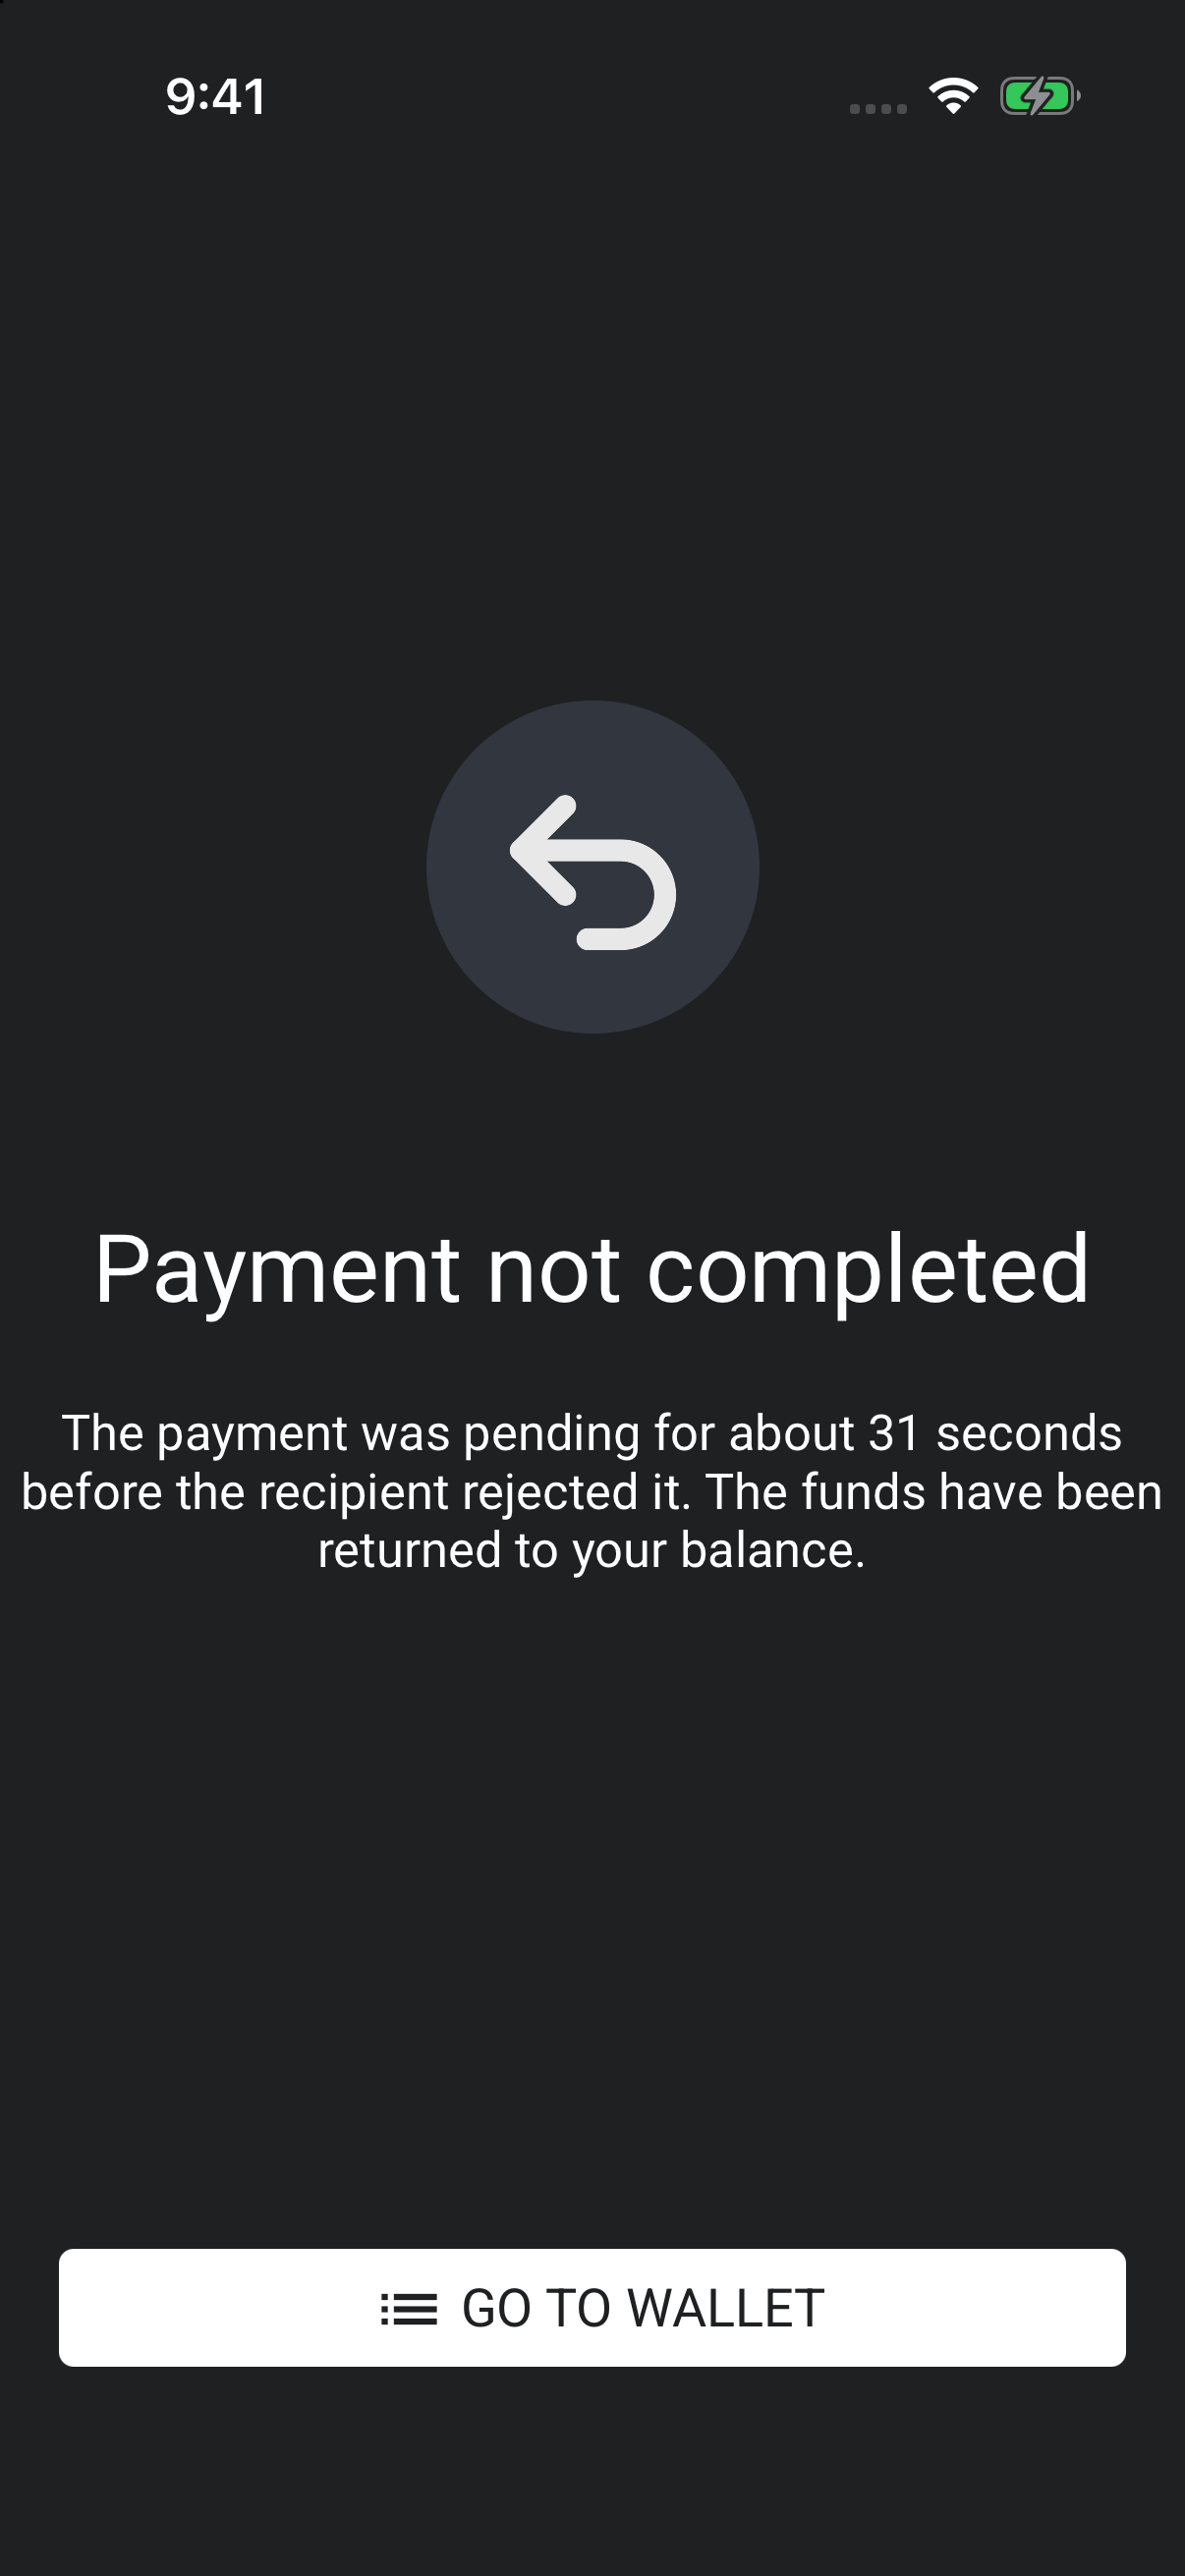 9:41
Payment not completed
The payment was pending for about 31 seconds
before the recipient rejected it. The funds have been
returned to your balance.
GO TO WALLET